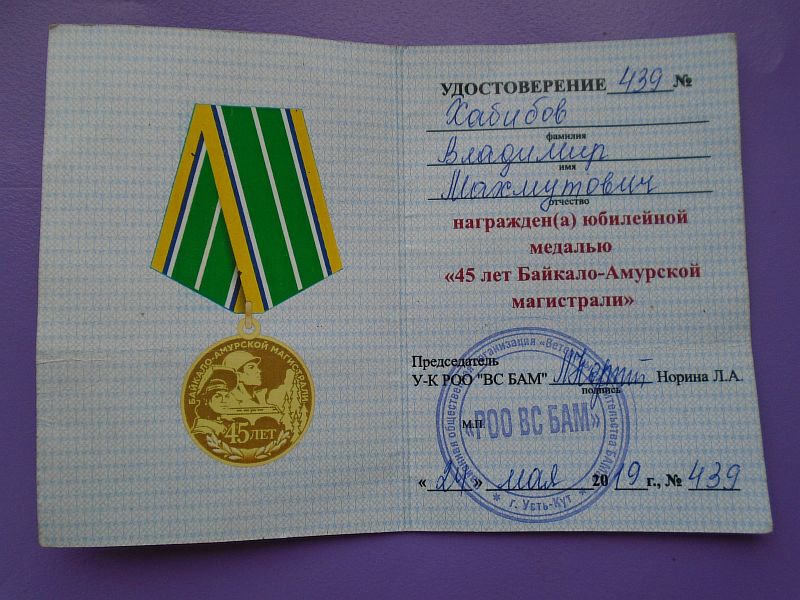 БАЙКАЛО-АМУРСКОЙ МАГИСТРАЛИ
45 ЛЕТ
УДОСТОВЕРЕНИЕ 439 №
Хабибов
фамилия
Владимир
имя
Махмутович
отчество
награжден(а) юбилейной
медалью
«45 лет Байкало-Амурской
магистрали»
Председатель
У-К РОО "ВС БАМ" Норина Л.А.
подпись
«РОО ВС БАМ»
М.П.
г. Усть-Кут
« 24 » мая 2019 г., № 439